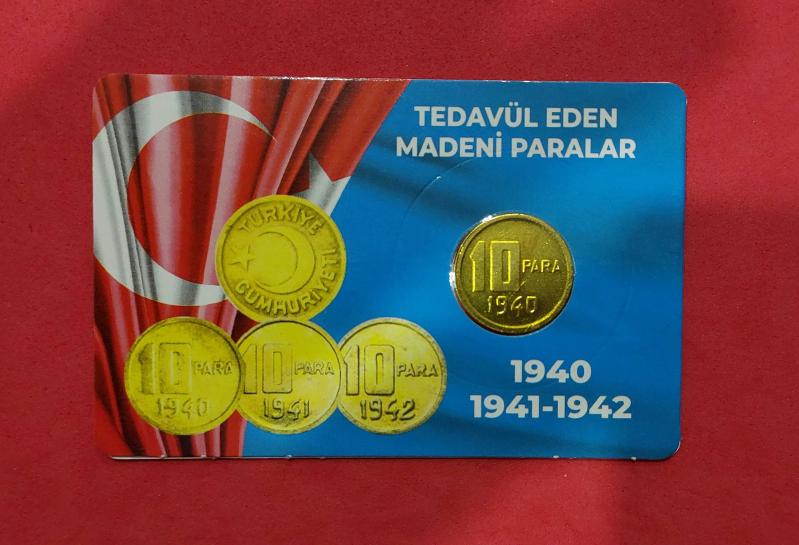 TEDAVÜL EDEN
MADENİ PARALAR
TÜRKİYE
CUMHURİYETİ
10 PARA
1940
10 PARA
1941
10 PARA
1942
10 PARA
1940
1940
1941-1942